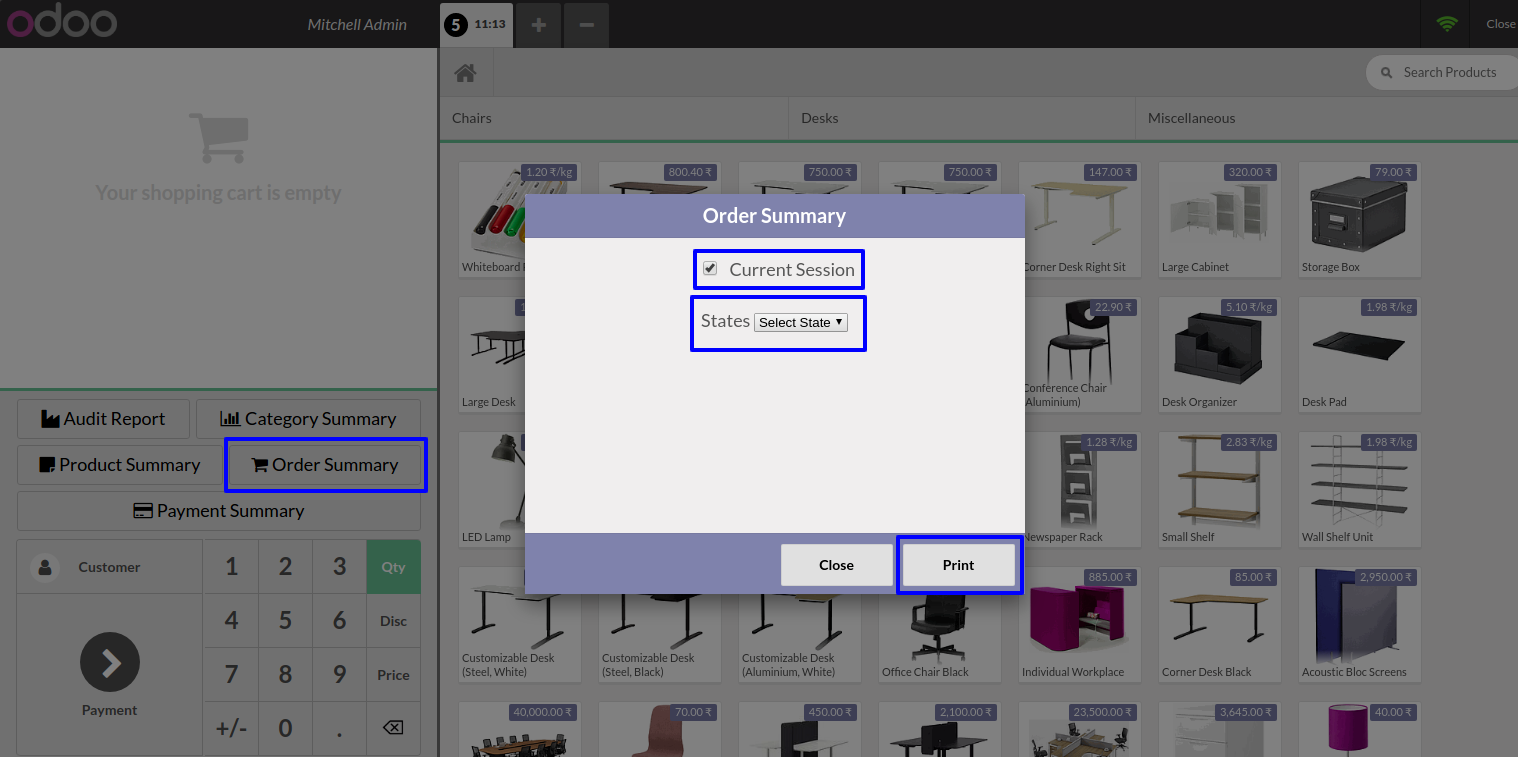 odoo
Mitchell Admin
5 11:13
Close
Search Products
Chairs
Desks
Miscellaneous
Your shopping cart is empty
1.20 ₹/kg
800.40 ₹
750.00 ₹
750.00 ₹
147.00 ₹
320.00 ₹
79.00 ₹
Order Summary
Whiteboard
Corner Desk Right Sit
Large Cabinet
Storage Box
Current Session
States Select State
22.90 ₹
5.10 ₹/kg
1.98 ₹/kg
Large Desk
Conference Chair
(Aluminium)
Desk Organizer
Desk Pad
Audit Report
Category Summary
Product Summary
Order Summary
Payment Summary
1.28 ₹/kg
2.83 ₹/kg
1.98 ₹/kg
LED Lamp
Newspaper Rack
Small Shelf
Wall Shelf Unit
Close
Print
Customer
1 2 3 Qty
4 5 6 Disc
7 8 9 Price
+/- 0 .
Payment
885.00 ₹
85.00 ₹
2,950.00 ₹
Customizable Desk
(Steel, White)
Customizable Desk
(Steel, Black)
Customizable Desk
(Aluminium, White)
Office Chair Black
Individual Workplace
Corner Desk Black
Acoustic Bloc Screens
40,000.00 ₹
70.00 ₹
450.00 ₹
2,100.00 ₹
23,500.00 ₹
3,645.00 ₹
40.00 ₹